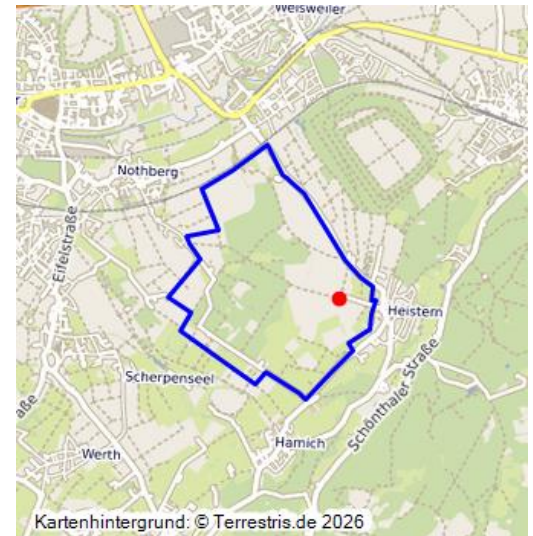 Weisweiler
Nothberg
Eifelstraße
Heistern
Scherpenseel
Schönthaler Straße
aße
Hamich
Werth
Kartenhintergrund: © Terrestris.de 2026